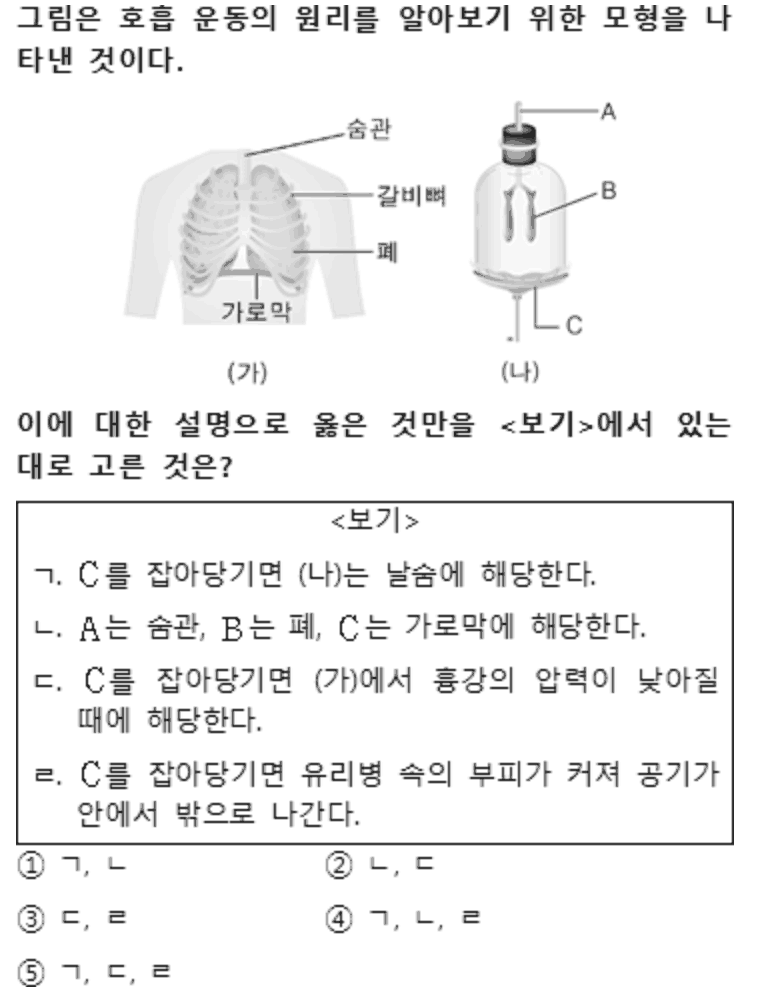 그림은 호흡 운동의 원리를 알아보기 위한 모형을 나
타낸 것이다.
숨관
갈비뼈
폐
가로막
(가)
A
B
C
(나)
이에 대한 설명으로 옳은 것만을 <보기>에서 있는
대로 고른 것은?
<보기>
ㄱ. C를 잡아당기면 (나)는 날숨에 해당한다.
ㄴ. A는 숨관, B는 폐, C는 가로막에 해당한다.
ㄷ. C를 잡아당기면 (가)에서 흉강의 압력이 낮아질
때에 해당한다.
ㄹ. C를 잡아당기면 유리병 속의 부피가 커져 공기가
안에서 밖으로 나간다.
① ㄱ, ㄴ ② ㄴ, ㄷ
③ ㄷ, ㄹ ④ ㄱ, ㄴ, ㄹ
⑤ ㄱ, ㄷ, ㄹ